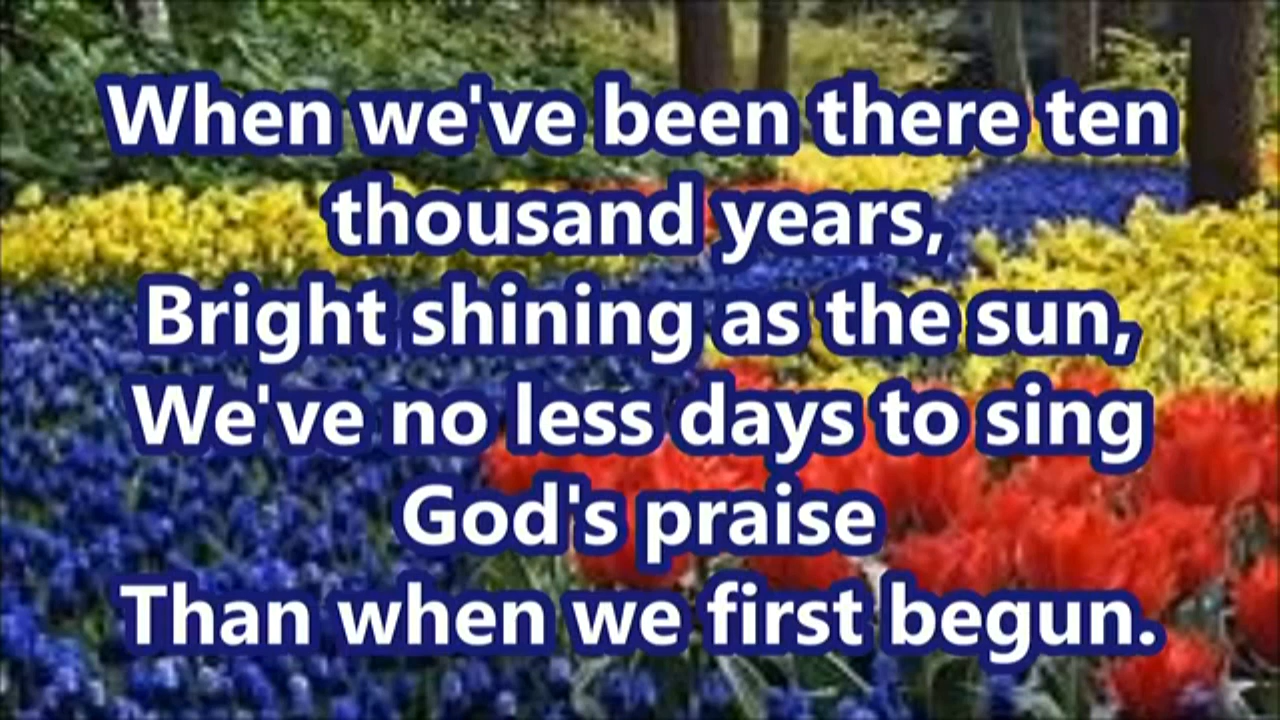 When we've been there ten
thousand years,
Bright shining as the sun,
We've no less days to sing
God's praise
Than when we first begun.